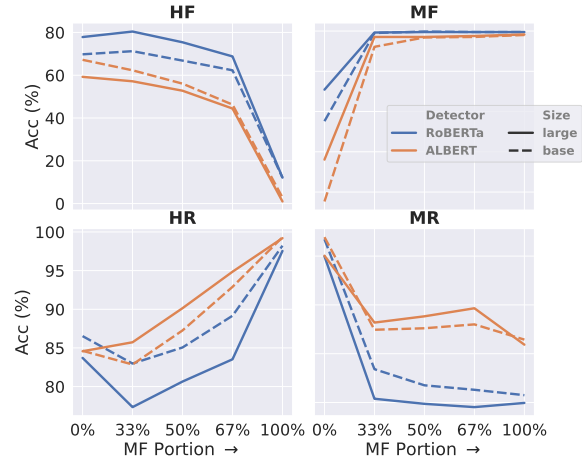 HF
MF
Acc (%)
80
60
40
20
0
Detector
Size
RoBERTa
large
ALBERT
base
HR
MR
Acc (%)
100
95
90
85
80
0% 33% 50% 67% 100%
MF Portion →
0% 33% 50% 67% 100%
MF Portion →